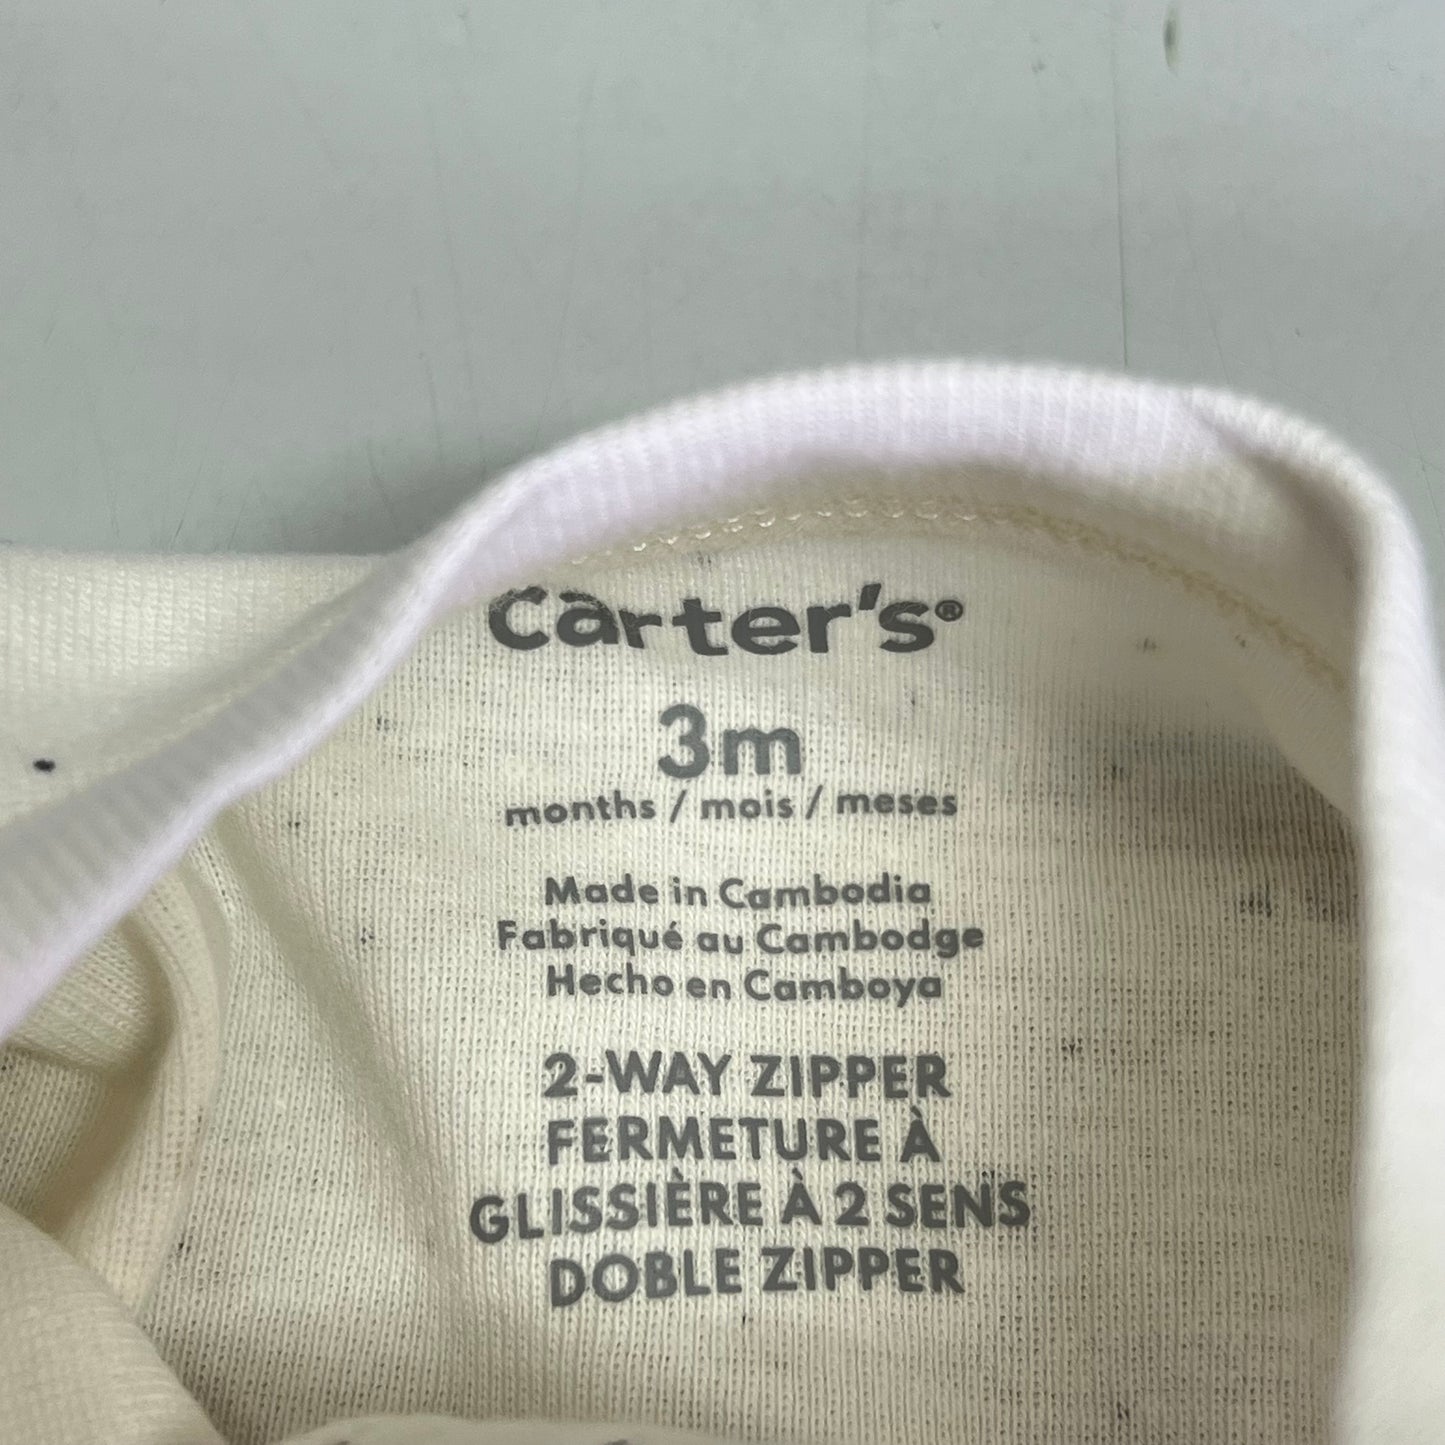 carter's®
3m
months / mois / meses
Made in Cambodia
Fabriqué au Cambodge
Hecho en Camboya
2-WAY ZIPPER
FERMETURE À
GLISSIÈRE À 2 SENS
DOBLE ZIPPER